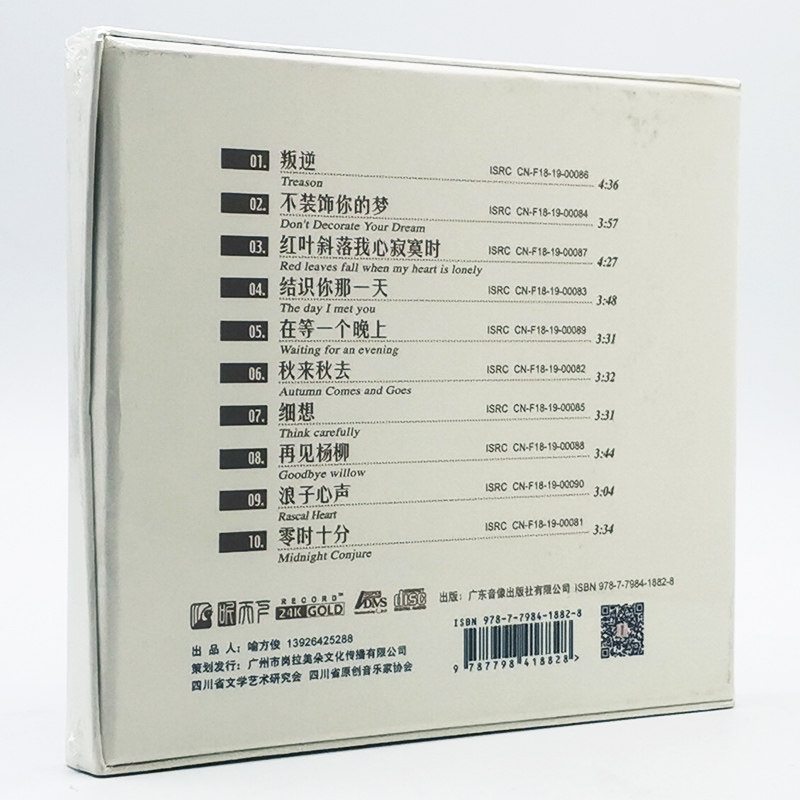 01. 叛逆 ISRC CN-F18-19-00086 4:36
Treason
02. 不装饰你的梦 ISRC CN-F18-19-00084 3:57
Don't Decorate Your Dream
03. 红叶斜落我心寂寞时 ISRC CN-F18-19-00087 4:27
Red leaves fall when my heart is lonely
04. 结识你那一天 ISRC CN-F18-19-00083 3:48
The day I met you
05. 在等一个晚上 ISRC CN-F18-19-00089 3:31
Waiting for an evening
06. 秋来秋去 ISRC CN-F18-19-00082 3:32
Autumn Comes and Goes
07. 细想 ISRC CN-F18-19-00085 3:31
Think carefully
08. 再见杨柳 ISRC CN-F18-19-00088 3:44
Goodbye willow
09. 浪子心声 ISRC CN-F18-19-00090 3:04
Rascal Heart
10. 零时十分 ISRC CN-F18-19-00081 3:34
Midnight Conjure
听天下 RECORD™ 24K GOLD DMS disc 出版：广东音像出版社有限公司 ISBN 978-7-7984-1882-8
出品人：喻方俊 13926425288
策划发行：广州市岗拉美朵文化传播有限公司
四川省文学艺术研究会 四川省原创音乐家协会
ISBN 978-7-7984-1882-8
9 787798 418828 >